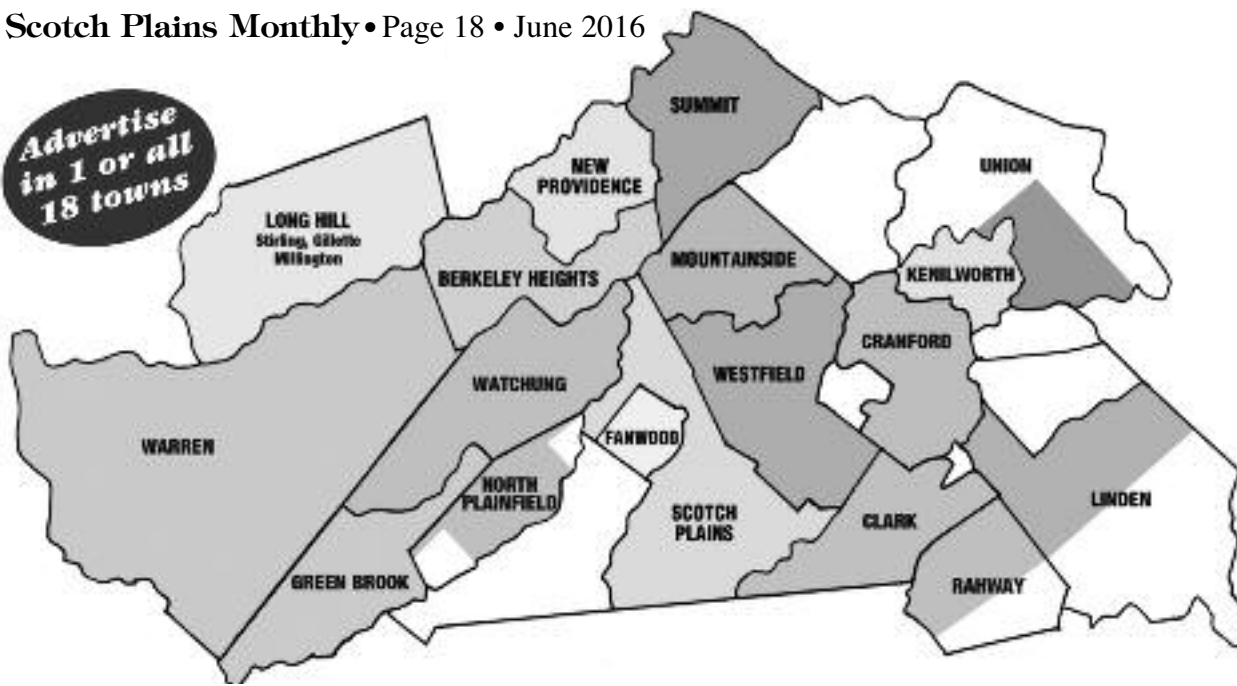 Scotch Plains Monthly • Page 18 • June 2016
Advertise
in 1 or all
18 towns
SUMMIT
NEW
PROVIDENCE
UNION
LONG HILL
Stirling, Gillette
Millington
MOUNTAINSIDE
KENILWORTH
BERKELEY HEIGHTS
CRANFORD
WESTFIELD
WATCHUNG
WARREN
FANWOOD
NORTH
PLAINFIELD
LINDEN
SCOTCH
PLAINS
CLARK
GREEN BROOK
RAHWAY